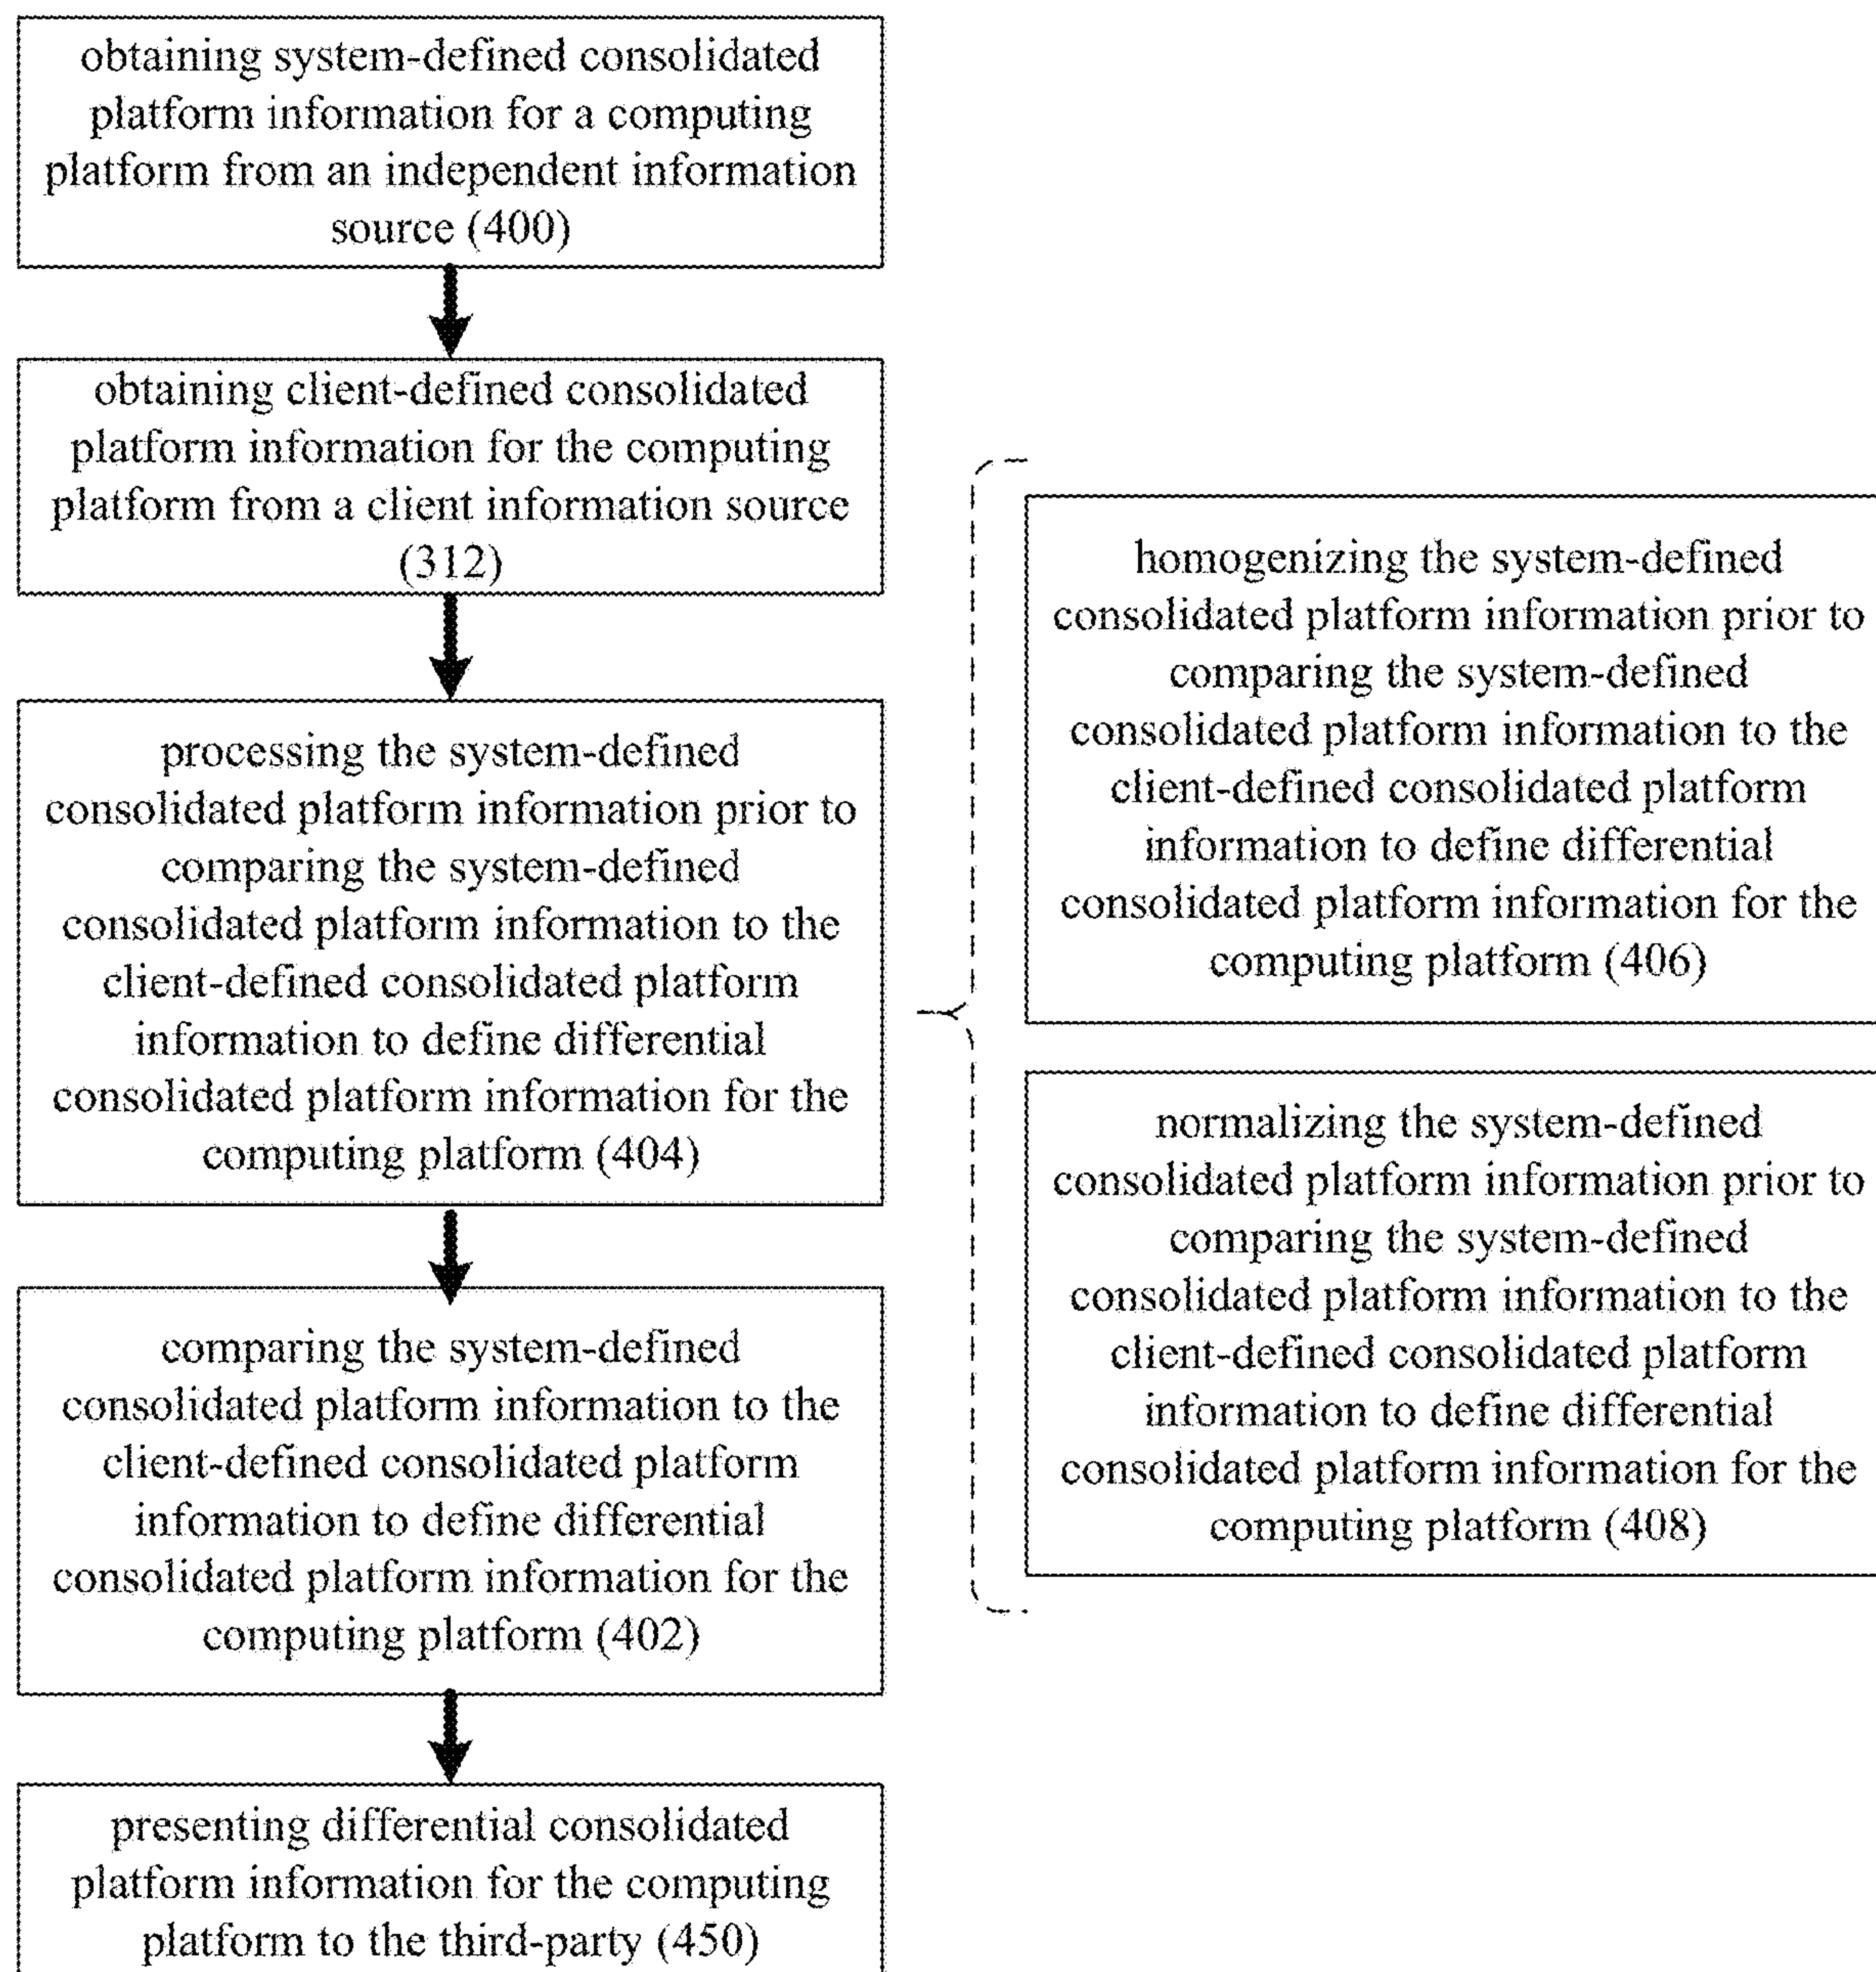 obtaining system-defined consolidated
platform information for a computing
platform from an independent information
source (400)
obtaining client-defined consolidated
platform information for the computing
platform from a client information source
(312)
processing the system-defined
consolidated platform information prior to
comparing the system-defined
consolidated platform information to the
client-defined consolidated platform
information to define differential
consolidated platform information for the
computing platform (404)
homogenizing the system-defined
consolidated platform information prior to
comparing the system-defined
consolidated platform information to the
client-defined consolidated platform
information to define differential
consolidated platform information for the
computing platform (406)
normalizing the system-defined
consolidated platform information prior to
comparing the system-defined
consolidated platform information to the
client-defined consolidated platform
information to define differential
consolidated platform information for the
computing platform (408)
comparing the system-defined
consolidated platform information to the
client-defined consolidated platform
information to define differential
consolidated platform information for the
computing platform (402)
presenting differential consolidated
platform information for the computing
platform to the third-party (450)